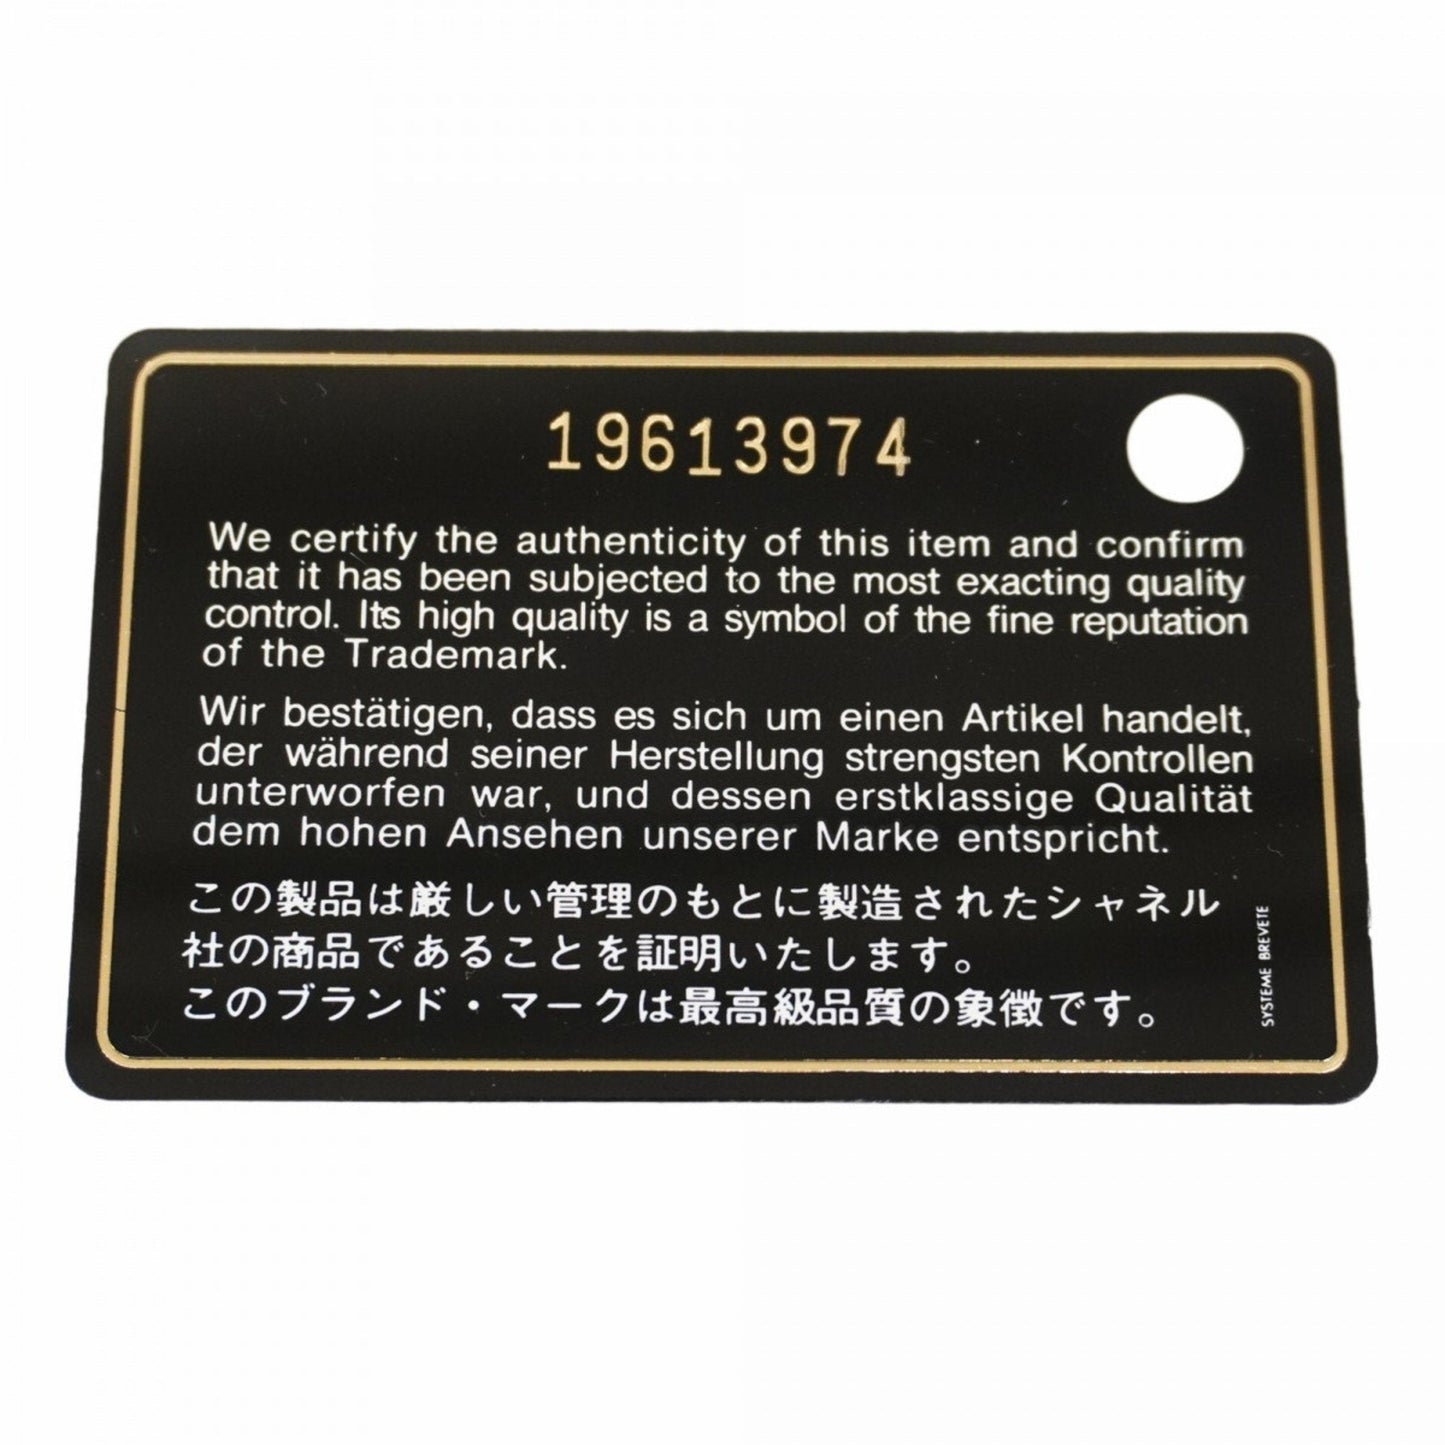 19613974
We certify the authenticity of this item and confirm
that it has been subjected to the most exacting quality
control. Its high quality is a symbol of the fine reputation
of the Trademark.
Wir bestätigen, dass es sich um einen Artikel handelt,
der während seiner Herstellung strengsten Kontrollen
unterworfen war, und dessen erstklassige Qualität
dem hohen Ansehen unserer Marke entspricht.
この製品は厳しい管理のもとに製造されたシャネル
社の商品であることを証明いたします。
このブランド・マークは最高級品質の象徴です。
SYSTEME BREVETE